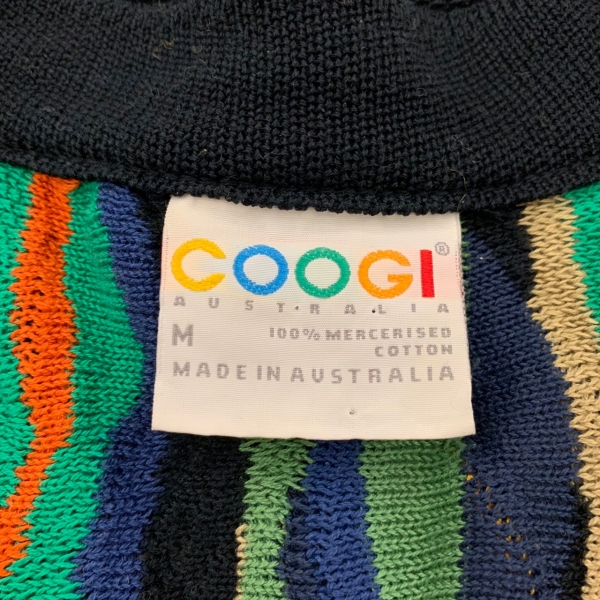 COOGI®
AUSTRALIA
M
100% MERCERISED
COTTON
MADE IN AUSTRALIA